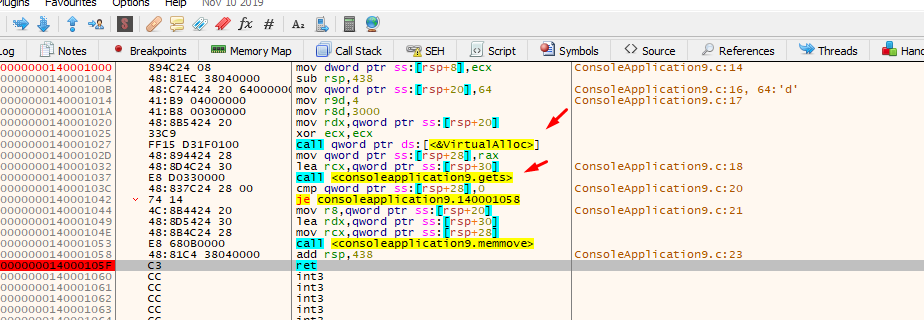 Plugins Favourites Options Help Nov 10 2019
fx # A2
Log Notes Breakpoints Memory Map Call Stack SEH Script Symbols Source References Threads Hand
0000000140001000 894C24 08 mov dword ptr ss:[rsp+8],ecx ConsoleApplication9.c:14
0000000140001004 48:81EC 38040000 sub rsp,438
000000014000100B 48:C74424 20 64000000 mov qword ptr ss:[rsp+20],64 ConsoleApplication9.c:16, 64:'d'
0000000140001014 41:B9 04000000 mov r9d,4 ConsoleApplication9.c:17
000000014000101A 41:B8 00300000 mov r8d,3000
0000000140001020 48:8B5424 20 mov rdx,qword ptr ss:[rsp+20]
0000000140001025 33C9 xor ecx,ecx
0000000140001027 FF15 D31F0100 call qword ptr ds:[<&VirtualAlloc>]
000000014000102D 48:894424 28 mov qword ptr ss:[rsp+28],rax
0000000140001032 48:8D4C24 30 lea rcx,qword ptr ss:[rsp+30] ConsoleApplication9.c:18
0000000140001037 E8 D0330000 call <consoleapplication9.gets>
000000014000103C 48:837C24 28 00 cmp qword ptr ss:[rsp+28],0 ConsoleApplication9.c:20
0000000140001042 74 14 je consoleapplication9.140001058
0000000140001044 4C:8B4424 20 mov r8,qword ptr ss:[rsp+20] ConsoleApplication9.c:21
0000000140001049 48:8D5424 30 lea rdx,qword ptr ss:[rsp+30]
000000014000104E 48:8B4C24 28 mov rcx,qword ptr ss:[rsp+28]
0000000140001053 E8 680B0000 call <consoleapplication9.memmove>
0000000140001058 48:81C4 38040000 add rsp,438 ConsoleApplication9.c:23
000000014000105F C3 ret
0000000140001060 CC int3
0000000140001061 CC int3
0000000140001062 CC int3
0000000140001063 CC int3
0000000140001064 CC int3